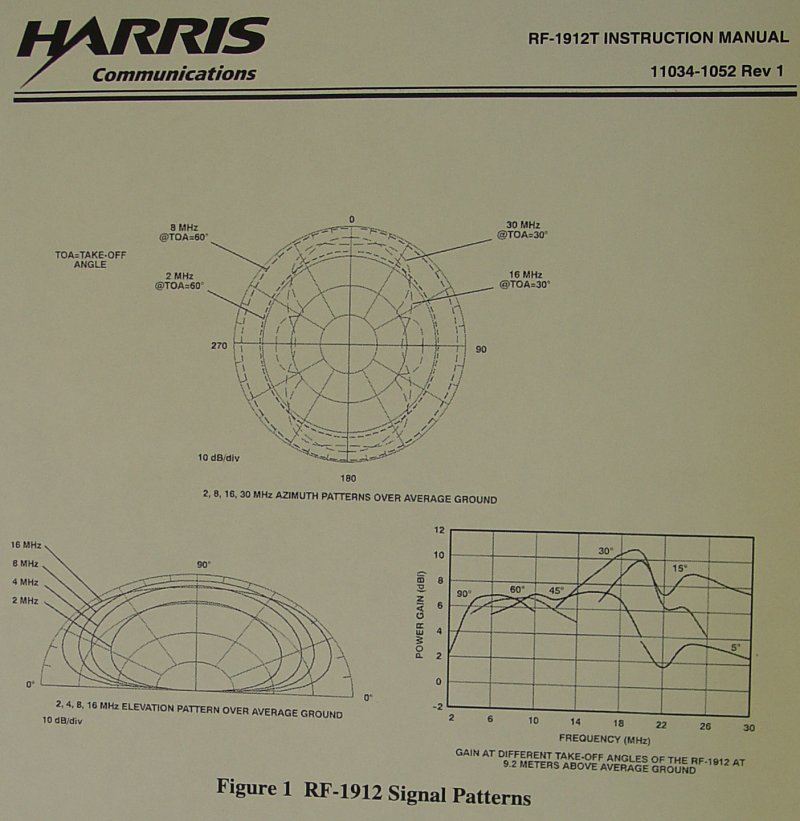 HARRIS
Communications
RF-1912T INSTRUCTION MANUAL
11034-1052 Rev 1
TOA=TAKE-OFF
ANGLE
8 MHz
@TOA=60°
2 MHz
@TOA=60°
30 MHz
@TOA=30°
16 MHz
@TOA=30°
0
270
90
180
10 dB/div
2, 8, 16, 30 MHz AZIMUTH PATTERNS OVER AVERAGE GROUND
16 MHz
8 MHz
4 MHz
2 MHz
90°
0°
0°
2, 4, 8, 16 MHz ELEVATION PATTERN OVER AVERAGE GROUND
10 dB/div
POWER GAIN (dBi)
12
10
8
6
4
2
0
-2
90°
60°
45°
30°
15°
5°
2
6
10
14
18
22
26
30
FREQUENCY (MHz)
GAIN AT DIFFERENT TAKE-OFF ANGLES OF THE RF-1912 AT
9.2 METERS ABOVE AVERAGE GROUND
Figure 1 RF-1912 Signal Patterns